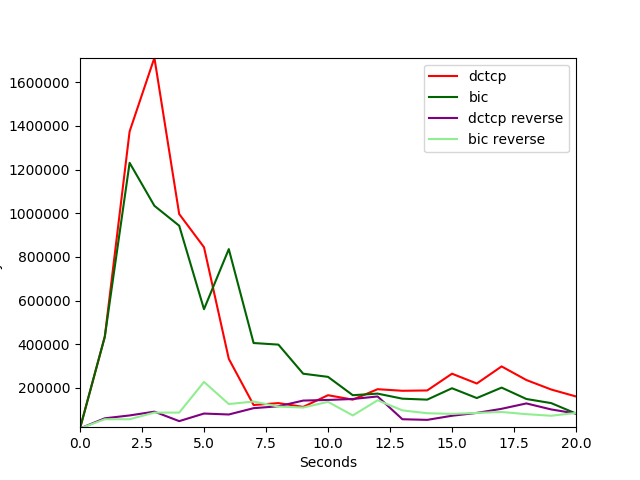 1600000
1400000
1200000
1000000
800000
600000
400000
200000
0.0 2.5 5.0 7.5 10.0 12.5 15.0 17.5 20.0
Seconds
dctcp
bic
dctcp reverse
bic reverse